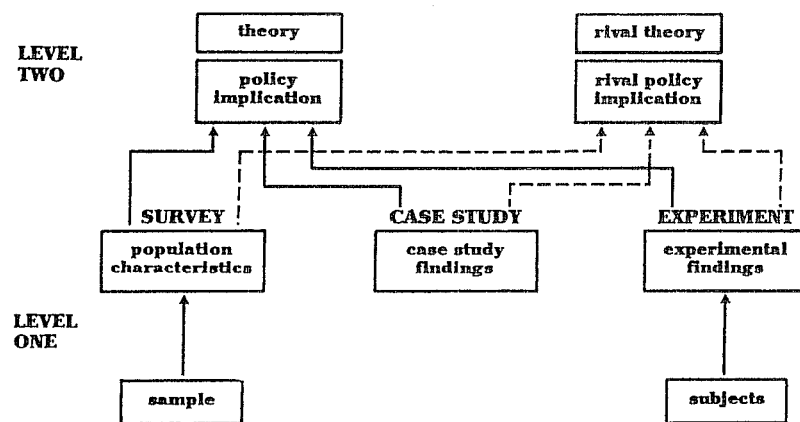 LEVEL
TWO
theory
policy
implication
rival theory
rival policy
implication
SURVEY
population
characteristics
CASE STUDY
case study
findings
EXPERIMENT
experimental
findings
LEVEL
ONE
sample
subjects